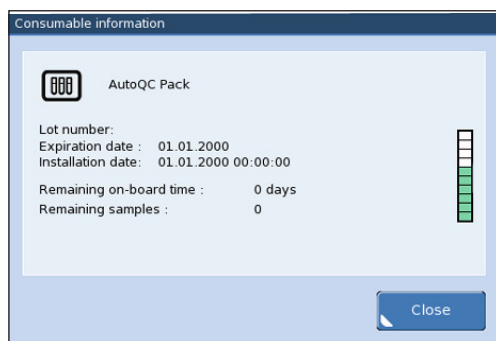 Consumable information
AutoQC Pack
Lot number:
Expiration date : 01.01.2000
Installation date: 01.01.2000 00:00:00
Remaining on-board time : 0 days
Remaining samples : 0
Close